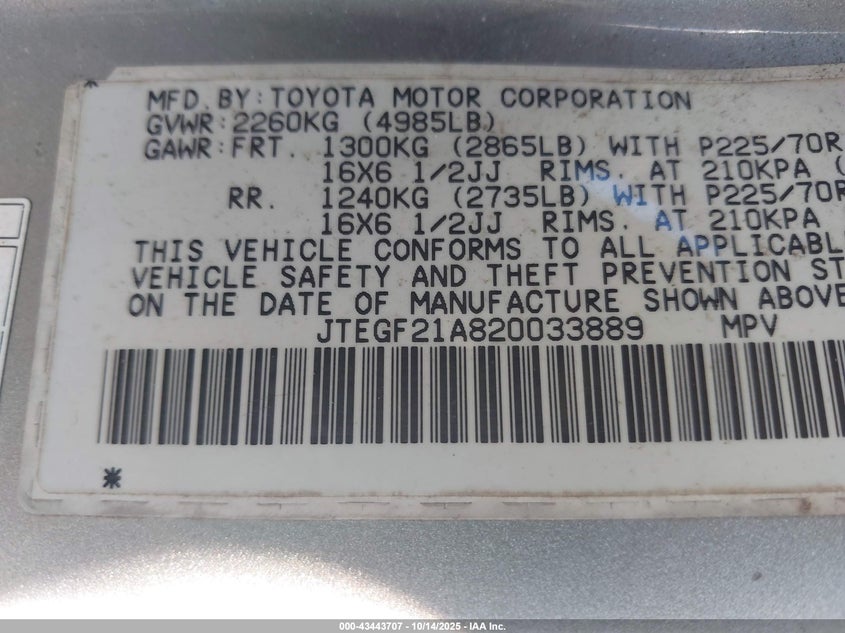 MFD. BY: TOYOTA MOTOR CORPORATION
GVWR: 2260KG (4985LB)
GAWR: FRT. 1300KG (2865LB) WITH P225/70R
16X6 1/2JJ RIMS. AT 210KPA (
RR. 1240KG (2735LB) WITH P225/70R
16X6 1/2JJ RIMS. AT 210KPA
THIS VEHICLE CONFORMS TO ALL APPLICABL
VEHICLE SAFETY AND THEFT PREVENTION ST
ON THE DATE OF MANUFACTURE SHOWN ABOVE
JTEGF21A820033889 MPV
*
000-43443707 - 10/14/2025 - IAA Inc.